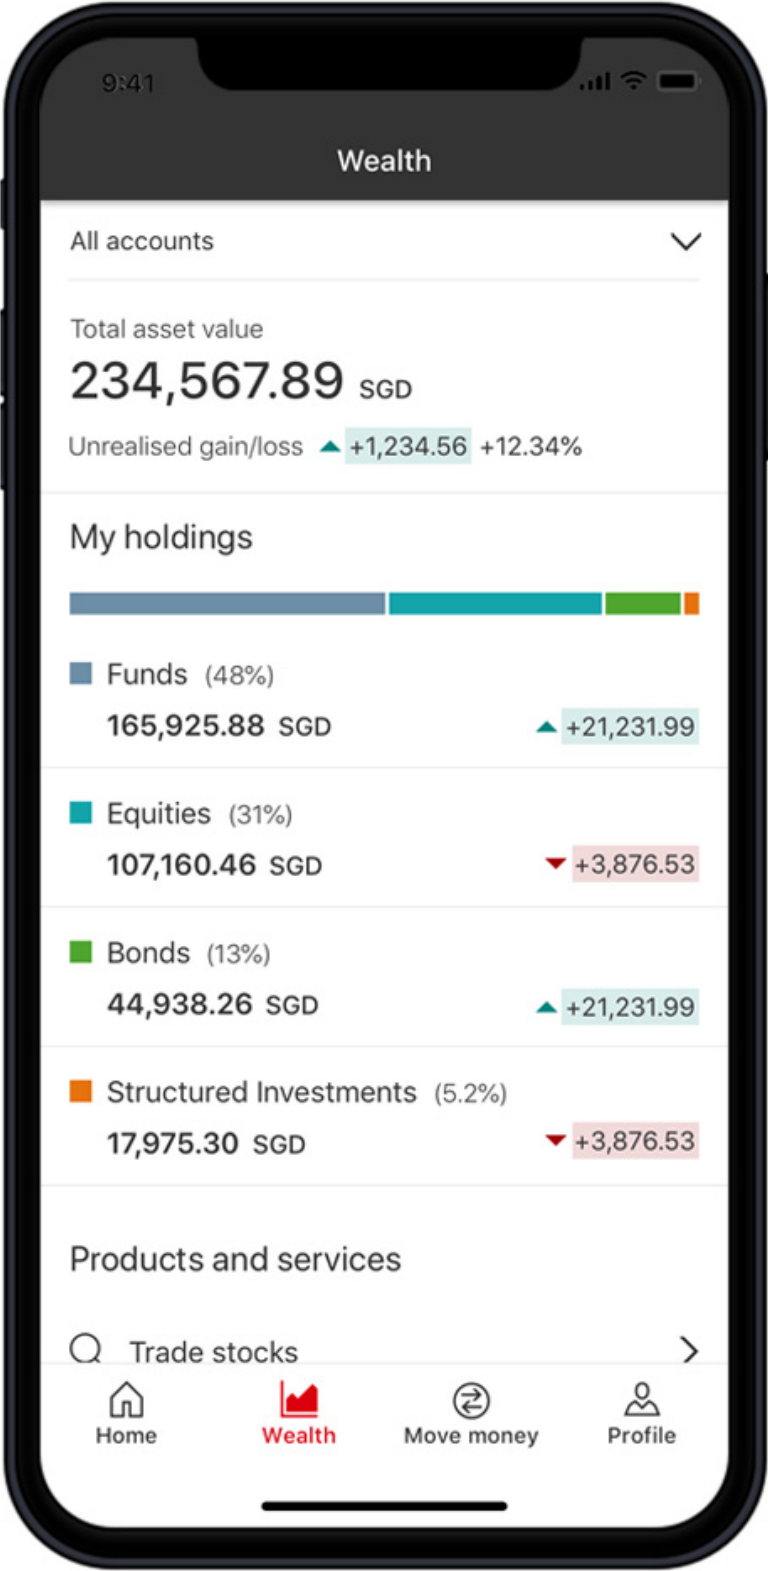 9:41
Wealth
All accounts
Total asset value
234,567.89 SGD
Unrealised gain/loss +1,234.56 +12.34%
My holdings
Funds (48%)
165,925.88 SGD +21,231.99
Equities (31%)
107,160.46 SGD +3,876.53
Bonds (13%)
44,938.26 SGD +21,231.99
Structured Investments (5.2%)
17,975.30 SGD +3,876.53
Products and services
Trade stocks
Home Wealth Move money Profile